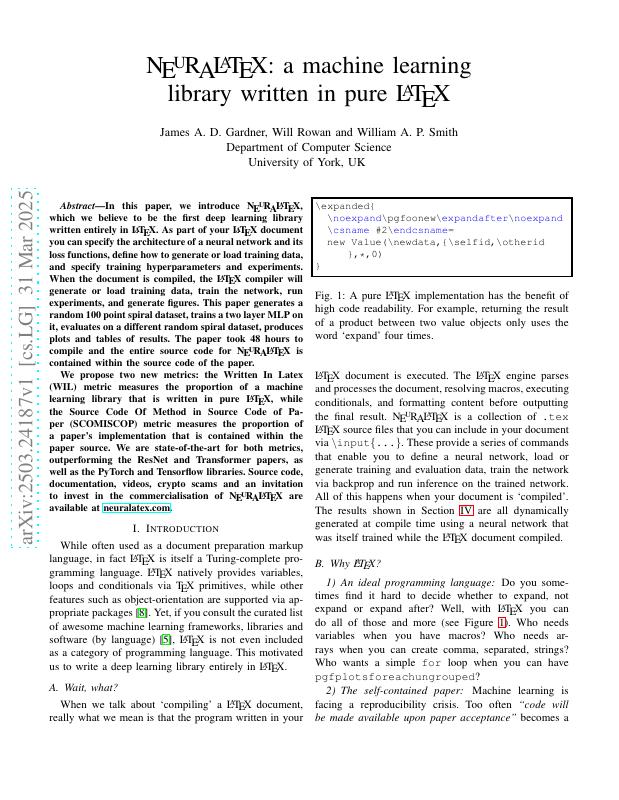 NEURALATEX: a machine learning
library written in pure LATEX
James A. D. Gardner, Will Rowan and William A. P. Smith
Department of Computer Science
University of York, UK
arXiv:2503.24187v1 [cs.LG] 31 Mar 2025
Abstract—In this paper, we introduce NEURALATEX,
which we believe to be the first deep learning library
written entirely in LATEX. As part of your LATEX document
you can specify the architecture of a neural network and its
loss functions, define how to generate or load training data,
and specify training hyperparameters and experiments.
When the document is compiled, the LATEX compiler will
generate or load training data, train the network, run
experiments, and generate figures. This paper generates a
random 100 point spiral dataset, trains a two layer MLP on
it, evaluates on a different random spiral dataset, produces
plots and tables of results. The paper took 48 hours to
compile and the entire source code for NEURALATEX is
contained within the source code of the paper.
We propose two new metrics: the Written In Latex
(WIL) metric measures the proportion of a machine
learning library that is written in pure LATEX, while
the Source Code Of Method in Source Code of Pa-
per (SCOMISCOP) metric measures the proportion of
a paper's implementation that is contained within the
paper source. We are state-of-the-art for both metrics,
outperforming the ResNet and Transformer papers, as
well as the PyTorch and Tensorflow libraries. Source code,
documentation, videos, crypto scams and an invitation
to invest in the commercialisation of NEURALATEX are
available at neuralatex.com.
I. INTRODUCTION
While often used as a document preparation markup
language, in fact LATEX is itself a Turing-complete pro-
gramming language. LATEX natively provides variables,
loops and conditionals via TEX primitives, while other
features such as object-orientation are supported via ap-
propriate packages [8]. Yet, if you consult the curated list
of awesome machine learning frameworks, libraries and
software (by language) [5], LATEX is not even included
as a category of programming language. This motivated
us to write a deep learning library entirely in LATEX.
A. Wait, what?
When we talk about 'compiling' a LATEX document,
really what we mean is that the program written in your
\expanded{
\noexpand\pgfoonew\expandafter\noexpand
\csname #2\endcsname=
new Value(\newdata,{\selfid,\otherid
},*,0)
}
Fig. 1: A pure LATEX implementation has the benefit of
high code readability. For example, returning the result
of a product between two value objects only uses the
word 'expand' four times.
LATEX document is executed. The LATEX engine parses
and processes the document, resolving macros, executing
conditionals, and formatting content before outputting
the final result. NEURALATEX is a collection of .tex
LATEX source files that you can include in your document
via \input{...}. These provide a series of commands
that enable you to define a neural network, load or
generate training and evaluation data, train the network
via backprop and run inference on the trained network.
All of this happens when your document is 'compiled'.
The results shown in Section IV are all dynamically
generated at compile time using a neural network that
was itself trained while the LATEX document compiled.
B. Why LATEX?
1) An ideal programming language: Do you some-
times find it hard to decide whether to expand, not
expand or expand after? Well, with LATEX you can
do all of those and more (see Figure 1). Who needs
variables when you have macros? Who needs ar-
rays when you can create comma, separated, strings?
Who wants a simple for loop when you can have
pgfplotsforeachungrouped?
2) The self-contained paper: Machine learning is
facing a reproducibility crisis. Too often "code will
be made available upon paper acceptance" becomes a